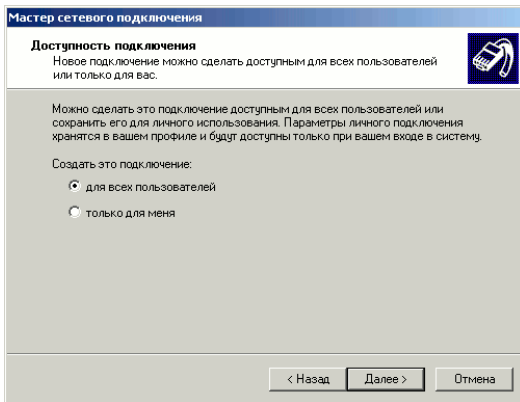 Мастер сетевого подключения
Доступность подключения
Новое подключение можно сделать доступным для всех пользователей
или только для вас.
Можно сделать это подключение доступным для всех пользователей или
сохранить его для личного использования. Параметры личного подключения
хранятся в вашем профиле и будут доступны только при вашем входе в систему.
Создать это подключение:
для всех пользователей
только для меня
< Назад
Далее >
Отмена